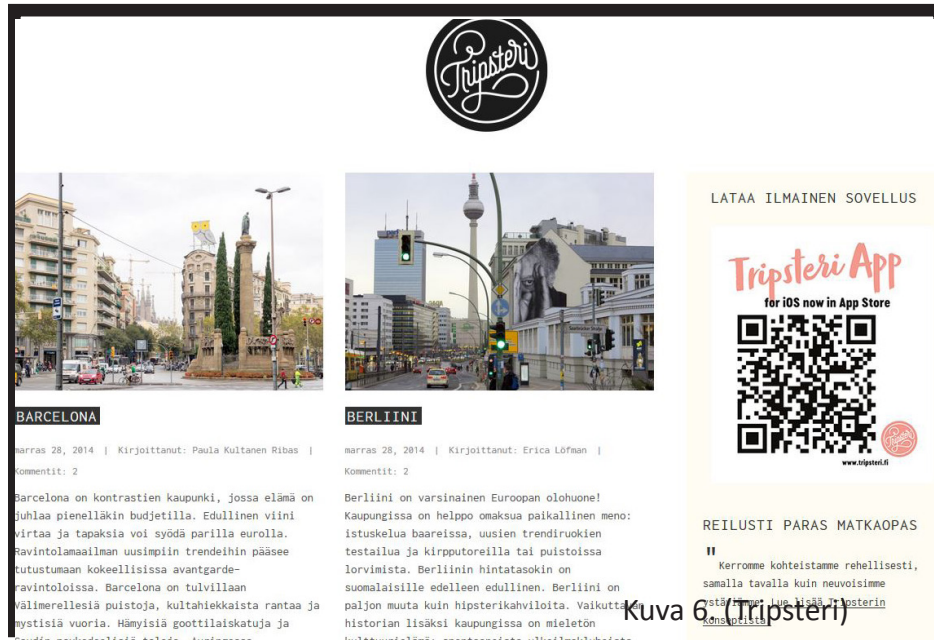 Tripsteri
BARCELONA
marras 28, 2014 | Kirjoittanut: Paula Kultanen Ribas |
Kommentit: 2
Barcelona on kontrastien kaupunki, jossa elämä on
juhlaa pienelläkin budjetilla. Edullinen viini
virtaa ja tapaksia voi syödä parilla eurolla.
Ravintolamaailman uusimpiin trendeihin pääsee
tutustumaan kokeellisissa avantgarde-
ravintoloissa. Barcelona on tulvillaan
Välimerellesiä puistoja, kultahiekkaista rantaa ja
mystisiä vuoria. Hämyisiä goottilaiskatuja ja
BERLIINI
marras 28, 2014 | Kirjoittanut: Erica Löfman |
Kommentit: 2
Berliini on varsinainen Euroopan olohuone!
Kaupungissa on helppo omaksua paikallinen meno:
istuskelua baareissa, uusien trendiruokien
testailua ja kirpputoreilla tai puistoissa
lorvimista. Berliinin hintatasokin on
suomalaisille edelleen edullinen. Berliini on
paljon muuta kuin hipsterikahviloita. Vaikuttavan
historian lisäksi kaupungissa on mieletön
LATAA ILMAINEN SOVELLUS
Tripsteri App
for iOS now in App Store
Tripsteri
www.tripsteri.fi
REILUSTI PARAS MATKAOPAS
" Kerromme kohteistamme rehellisesti,
samalla tavalla kuin neuvoisimme
ystäviämme. Lue lisää Tripsterin
konseptista
Kuva 6. (Tripsteri)